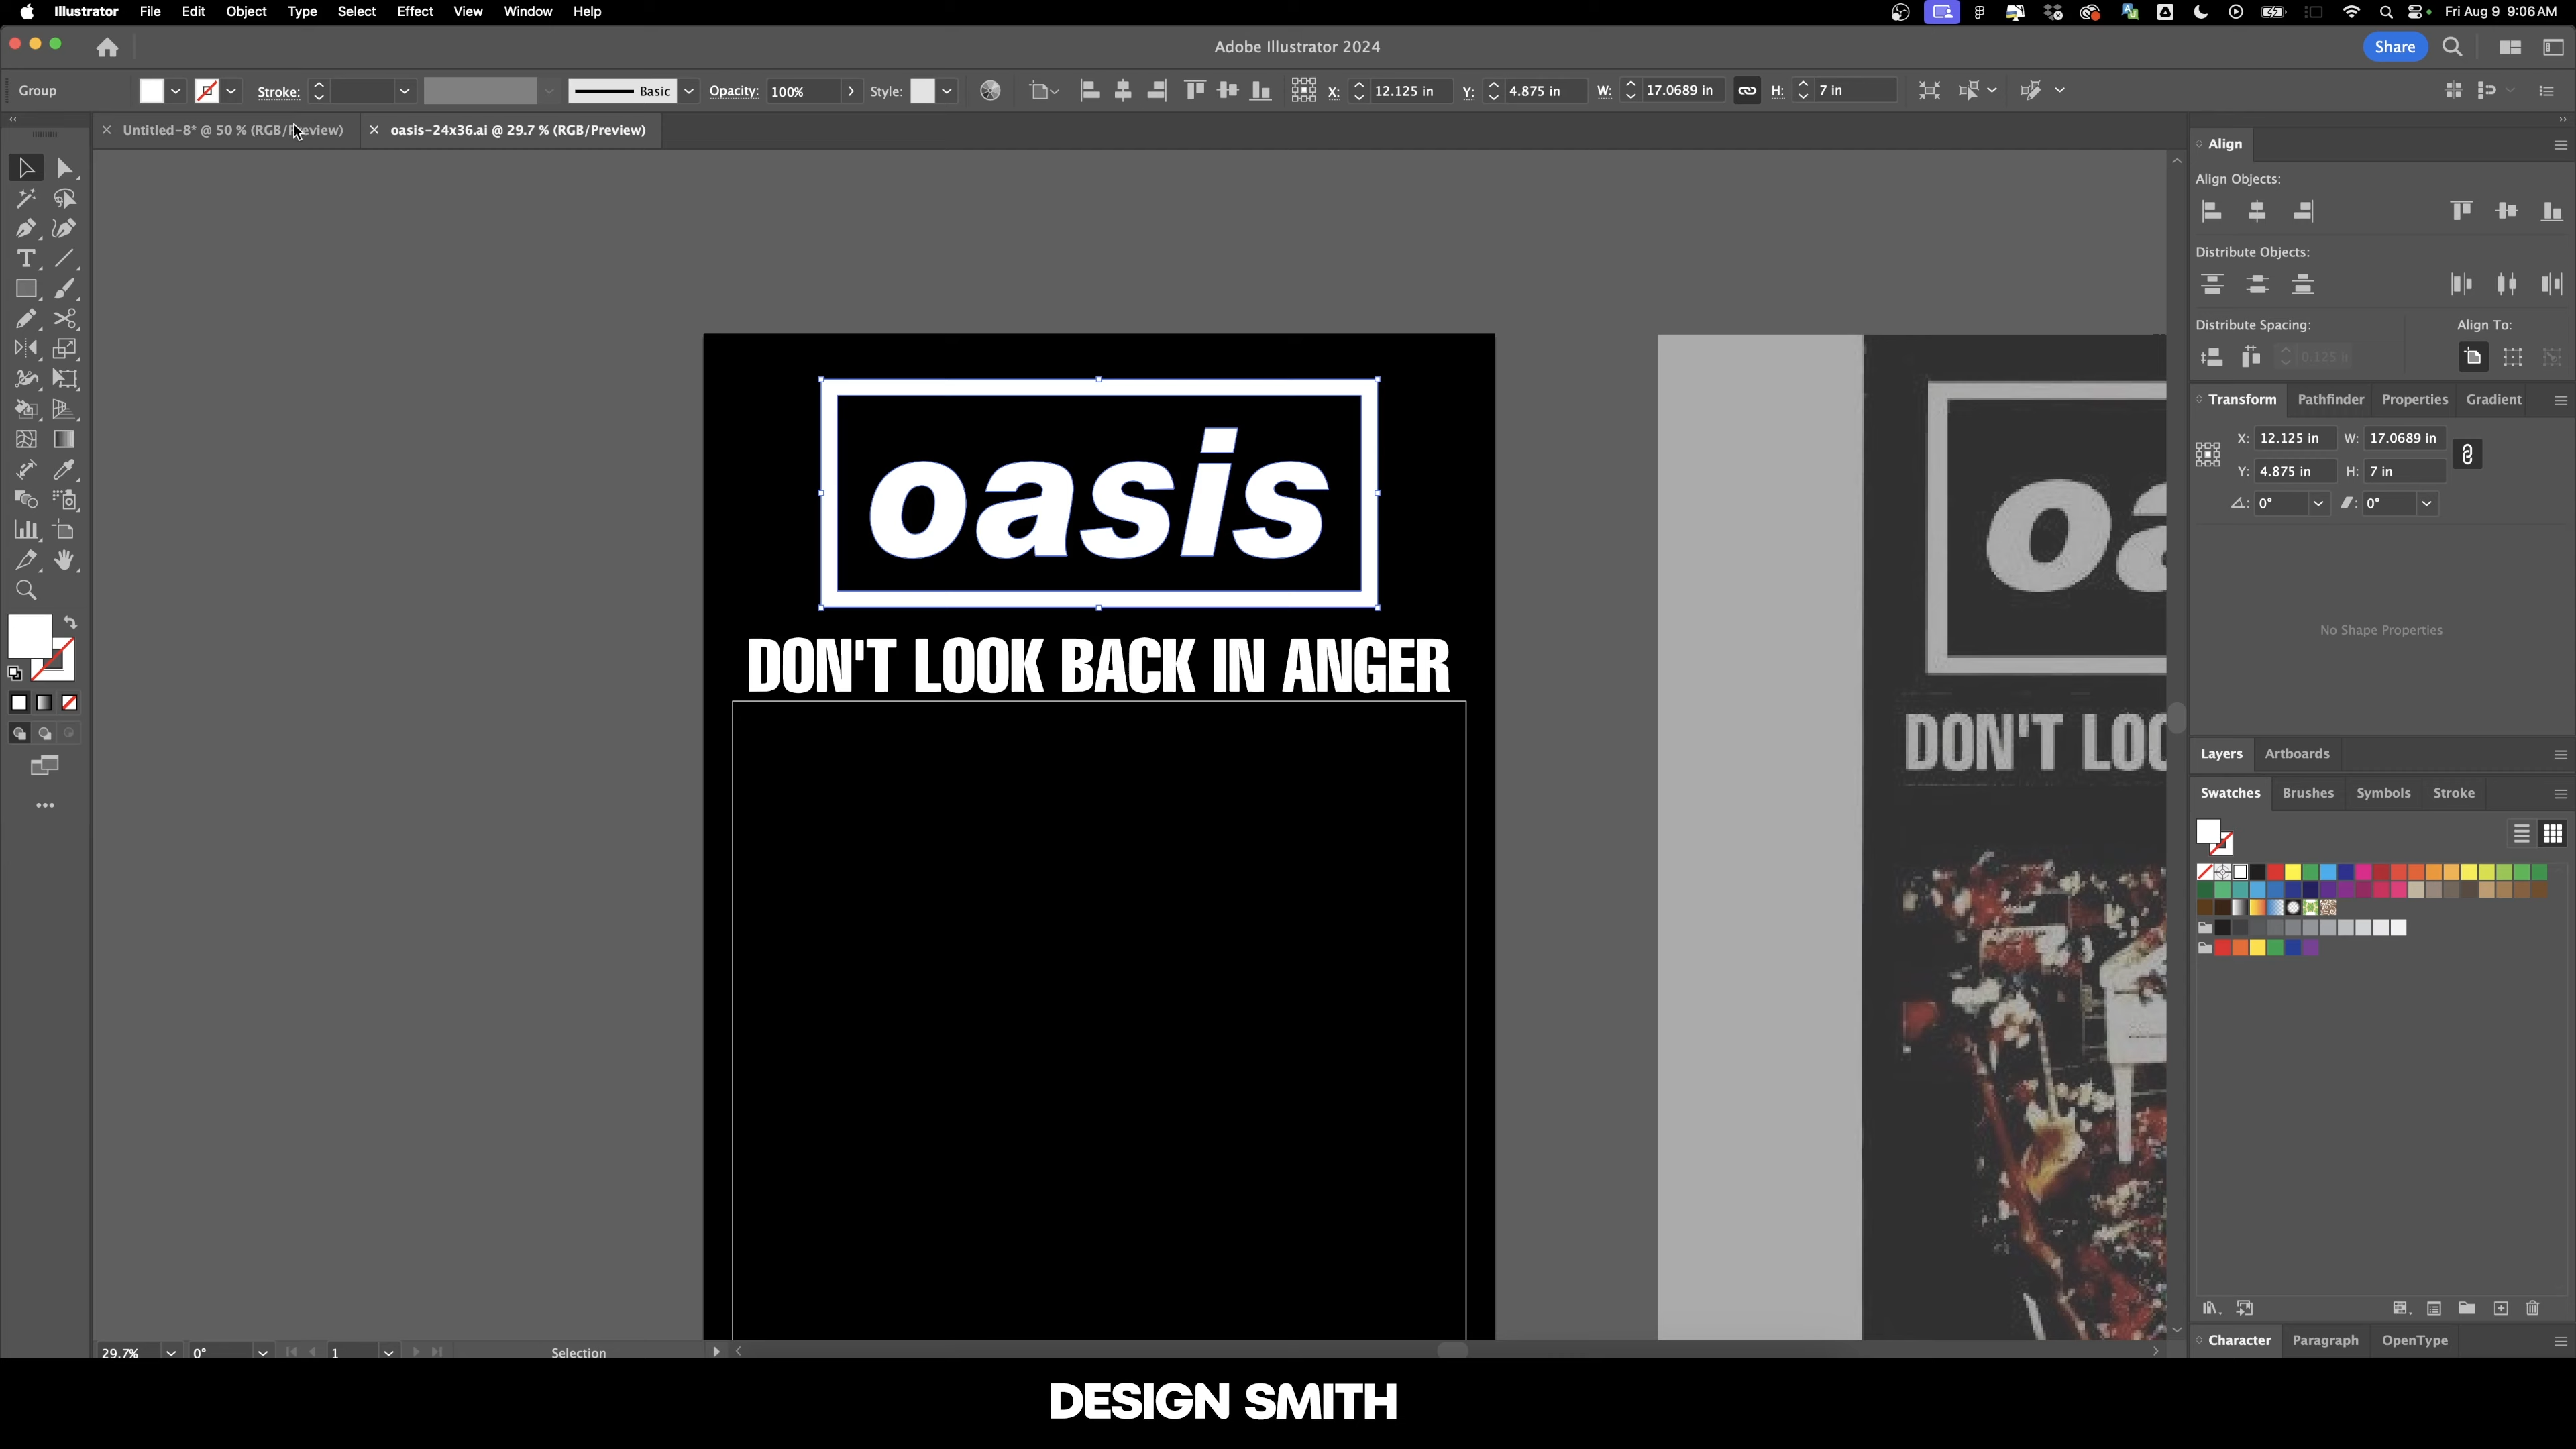 Illustrator File Edit Object Type Select Effect View Window Help
Fri Aug 9 9:06 AM
Adobe Illustrator 2024
Share
Group
Stroke:
Basic
Opacity: 100%
Style:
X: 12.125 in
Y: 4.875 in
W: 17.0689 in
H: 7 in
Untitled-8* @ 50 % (RGB/Preview)
oasis-24x36.ai @ 29.7 % (RGB/Preview)
oasis
DON'T LOOK BACK IN ANGER
oa
DON'T LOO
Align
Align Objects:
Distribute Objects:
Distribute Spacing:
Align To:
0.125 i
Transform Pathfinder Properties Gradient
X: 12.125 in W: 17.0689 in
Y: 4.875 in H: 7 in
0° 0°
No Shape Properties
Layers Artboards
Swatches Brushes Symbols Stroke
Character Paragraph OpenType
29.7% 0° 1 Selection
DESIGN SMITH